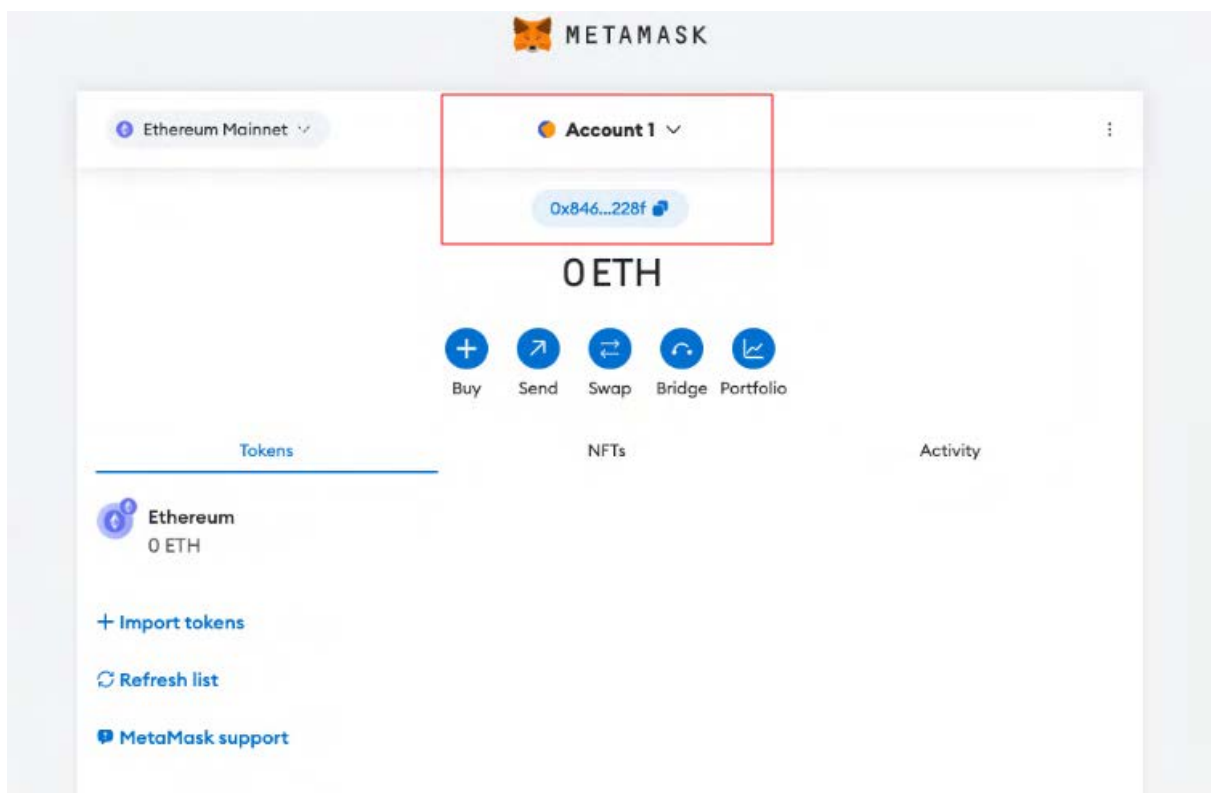 METAMASK
Ethereum Mainnet
Account 1
0x846...228f
0 ETH
Buy Send Swap Bridge Portfolio
Tokens NFTs Activity
Ethereum
0 ETH
Import tokens
Refresh list
MetaMask support